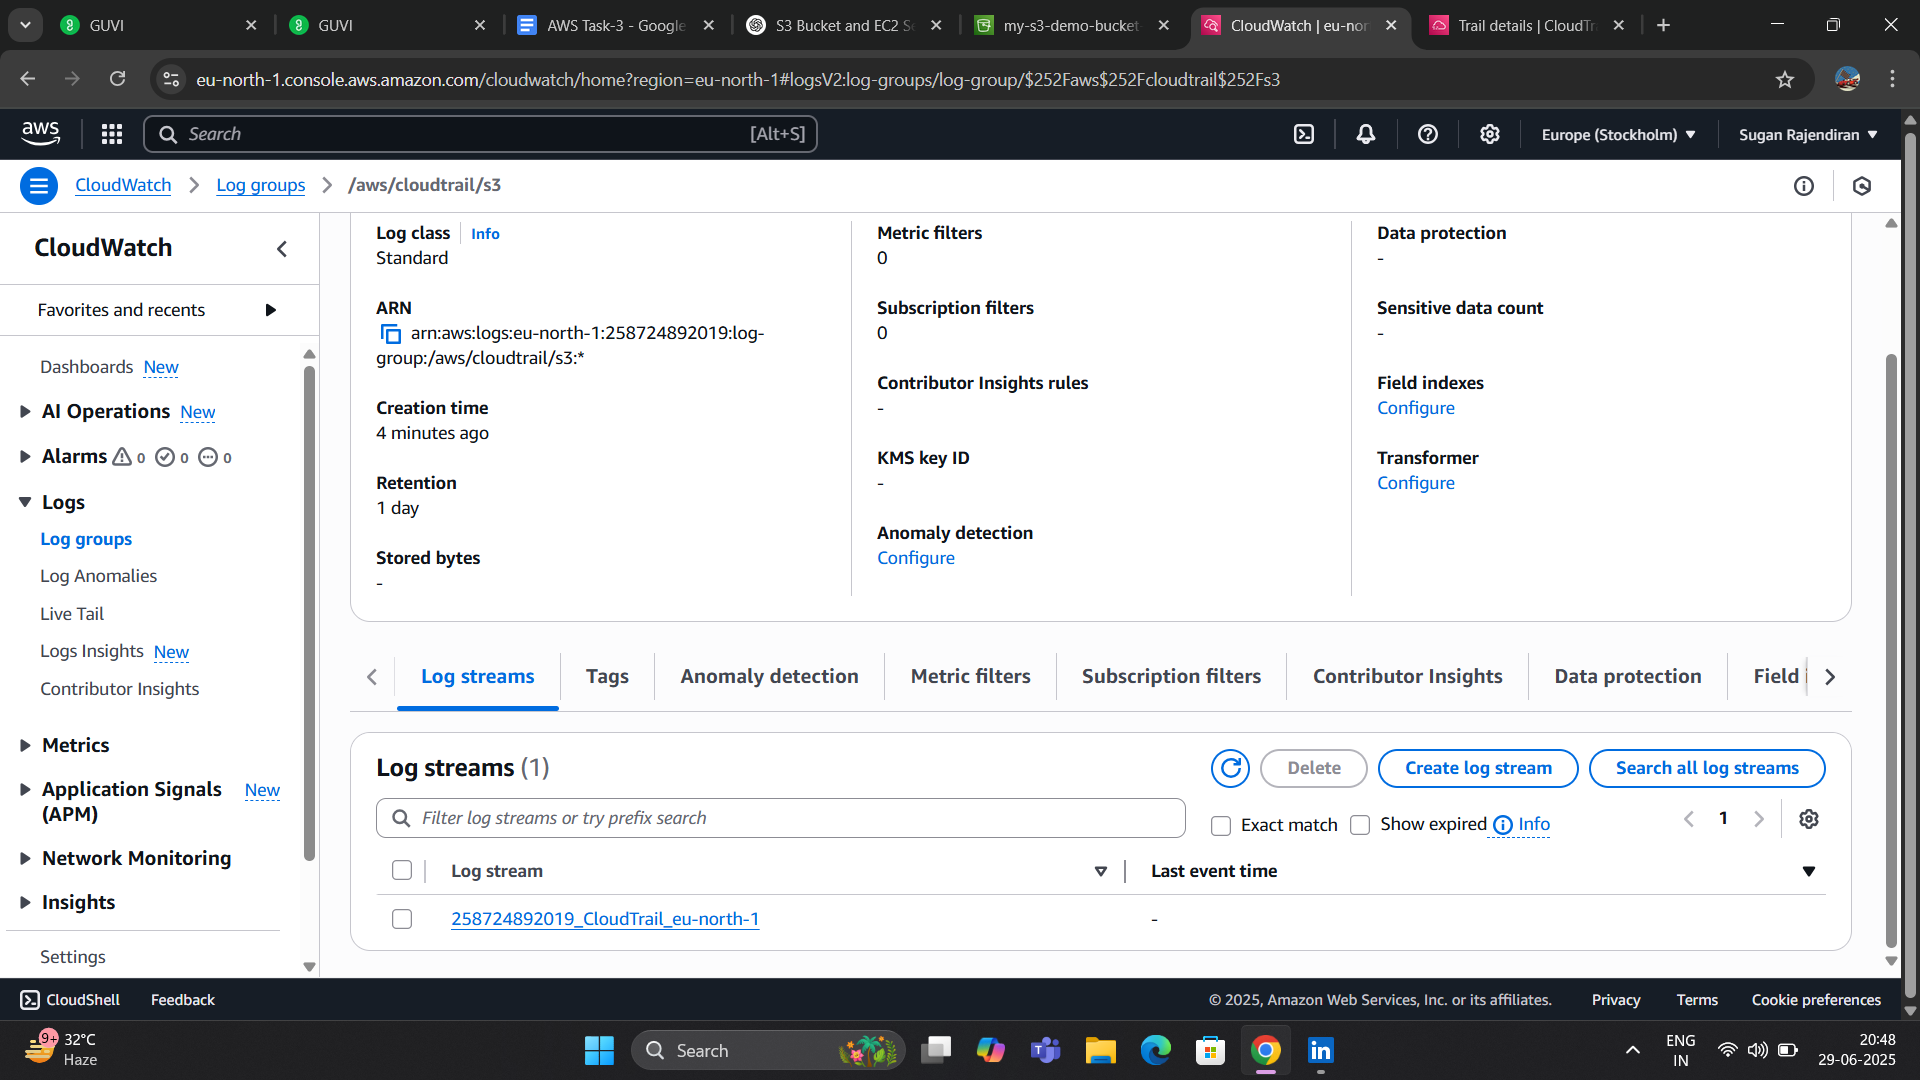 GUVI
GUVI
AWS Task-3 - Google
S3 Bucket and EC2 Se
my-s3-demo-bucket-
CloudWatch | eu-nor
Trail details | CloudTr
eu-north-1.console.aws.amazon.com/cloudwatch/home?region=eu-north-1#logsV2:log-groups/log-group/$252Faws$252Fcloudtrail$252Fs3
aws
Search
[Alt+S]
Europe (Stockholm)
Sugan Rajendiran
CloudWatch
Log groups
/aws/cloudtrail/s3
CloudWatch
Favorites and recents
Dashboards New
AI Operations New
Alarms 0 0 0
Logs
Log groups
Log Anomalies
Live Tail
Logs Insights New
Contributor Insights
Metrics
Application Signals New
(APM)
Network Monitoring
Insights
Settings
Log class Info
Standard
ARN
arn:aws:logs:eu-north-1:258724892019:log-
group:/aws/cloudtrail/s3:*
Creation time
4 minutes ago
Retention
1 day
Stored bytes
-
Metric filters
0
Subscription filters
0
Contributor Insights rules
-
KMS key ID
-
Anomaly detection
Configure
Data protection
-
Sensitive data count
-
Field indexes
Configure
Transformer
Configure
Log streams
Tags
Anomaly detection
Metric filters
Subscription filters
Contributor Insights
Data protection
Field i
Log streams (1)
Delete
Create log stream
Search all log streams
Filter log streams or try prefix search
Exact match
Show expired
Info
1
Log stream
Last event time
258724892019_CloudTrail_eu-north-1
-
CloudShell
Feedback
© 2025, Amazon Web Services, Inc. or its affiliates.
Privacy
Terms
Cookie preferences
9+
32°C
Haze
Search
ENG
IN
20:48
29-06-2025